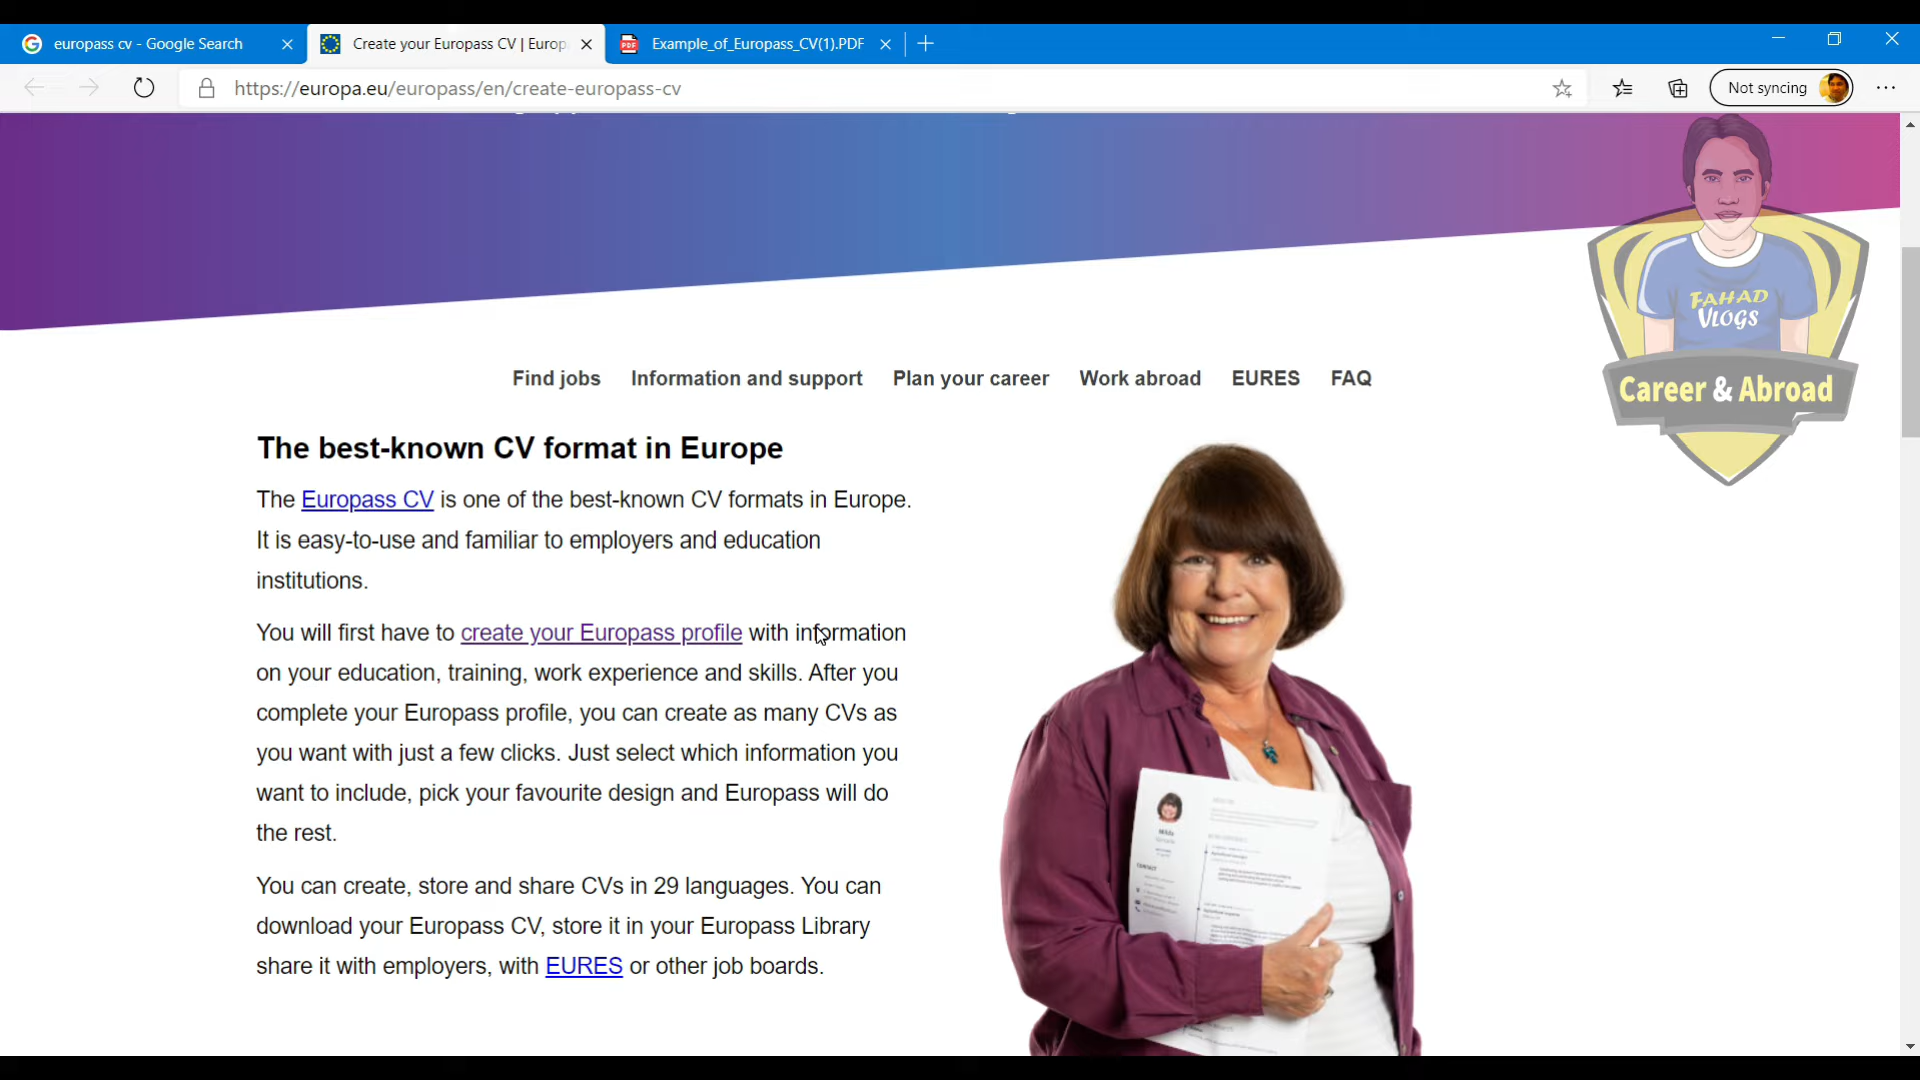 europass cv - Google Search
Create your Europass CV | Europ
PDF
Example_of_Europass_CV(1).PDF
https://europa.eu/europass/en/create-europass-cv
Not syncing
FAHAD
VLOGS
Career & Abroad
Find jobs Information and support Plan your career Work abroad EURES FAQ
The best-known CV format in Europe
The Europass CV is one of the best-known CV formats in Europe.
It is easy-to-use and familiar to employers and education
institutions.
You will first have to create your Europass profile with information
on your education, training, work experience and skills. After you
complete your Europass profile, you can create as many CVs as
you want with just a few clicks. Just select which information you
want to include, pick your favourite design and Europass will do
the rest.
You can create, store and share CVs in 29 languages. You can
download your Europass CV, store it in your Europass Library
share it with employers, with EURES or other job boards.